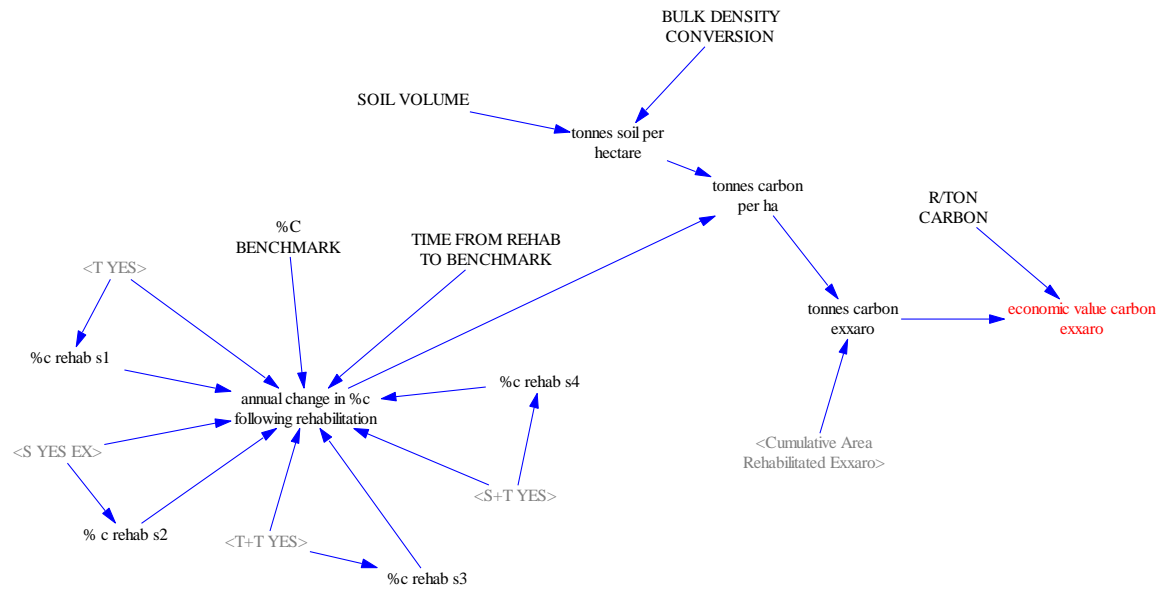 BULK DENSITY
CONVERSION
SOIL VOLUME
tonnes soil per
hectare
tonnes carbon
per ha
R/TON
CARBON
%C
BENCHMARK
TIME FROM REHAB
TO BENCHMARK
<T YES>
tonnes carbon
exxaro
economic value carbon
exxaro
%c rehab s1
%c rehab s4
annual change in %c
following rehabilitation
<S YES EX>
<Cumulative Area
Rehabilitated Exxaro>
<S+T YES>
% c rehab s2
<T+T YES>
%c rehab s3